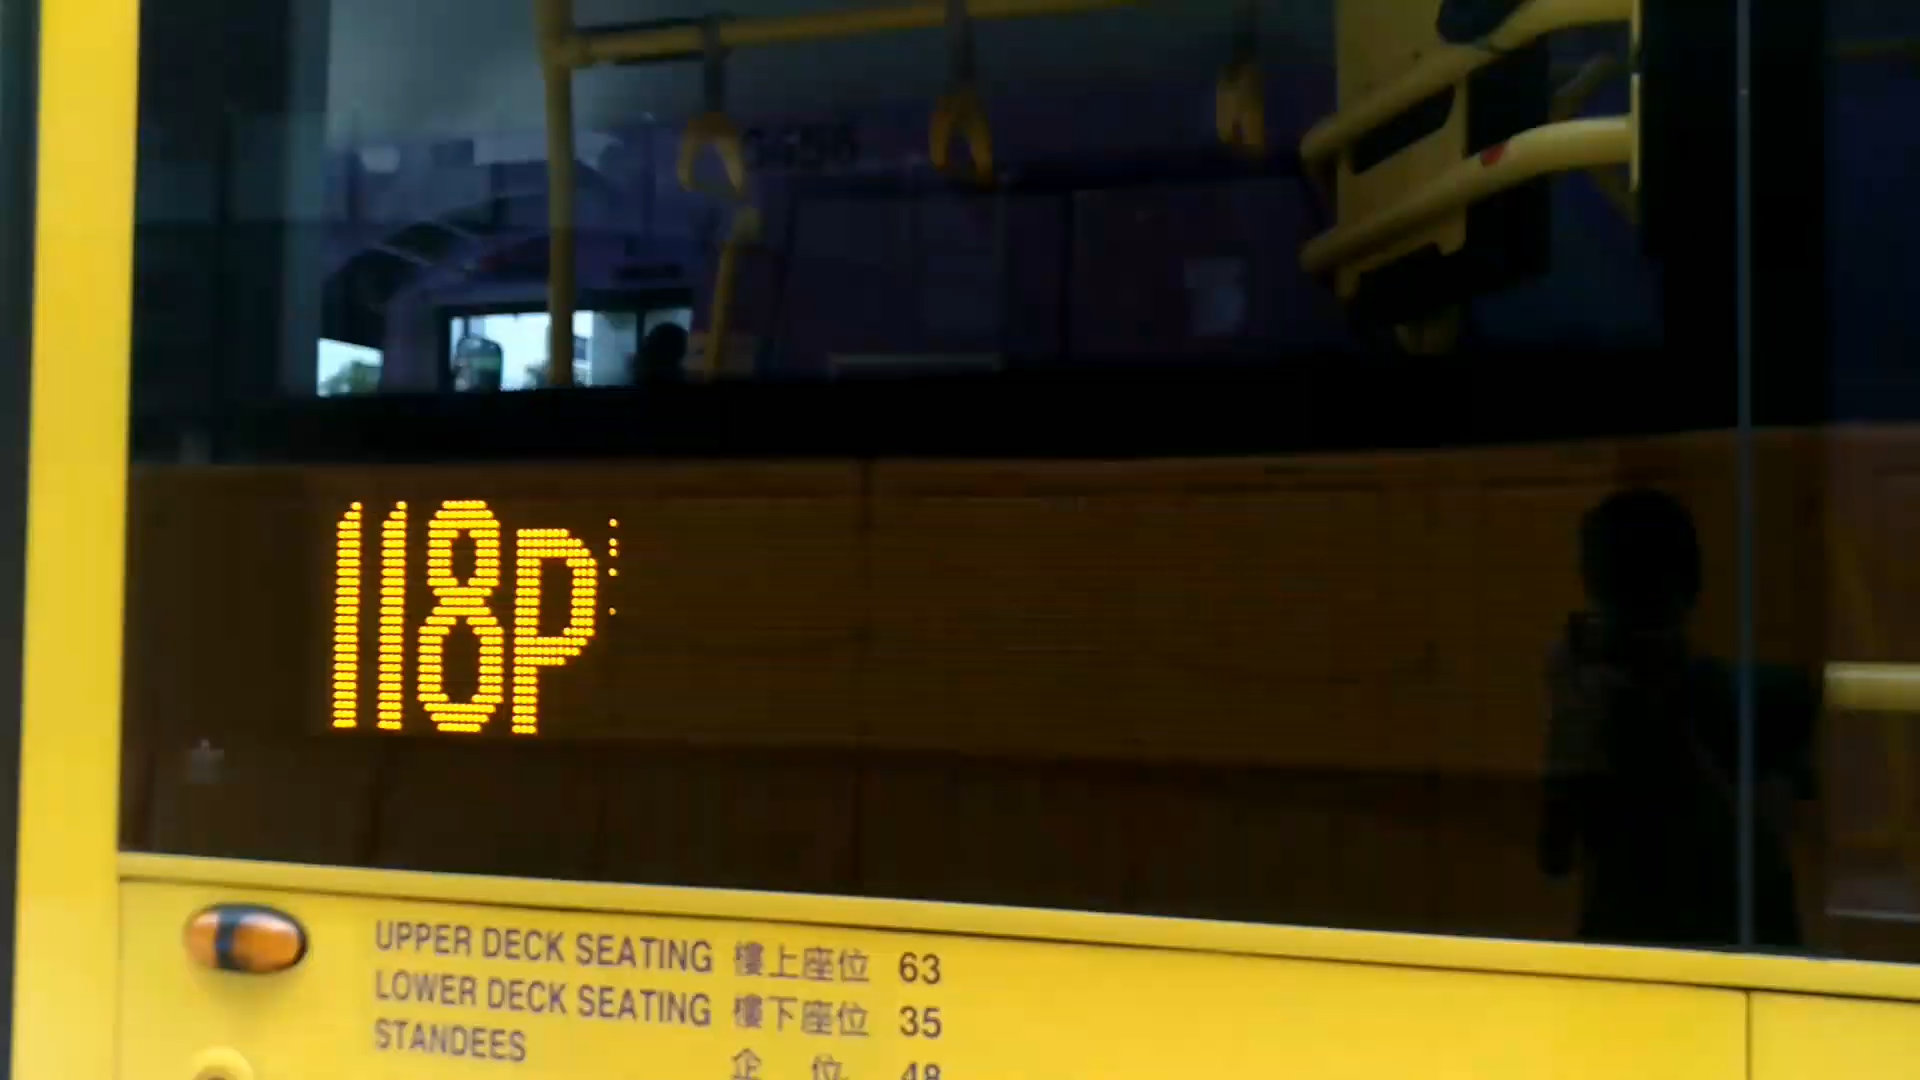 118P
UPPER DECK SEATING 樓上座位 63
LOWER DECK SEATING 樓下座位 35
STANDEES 企 位 48